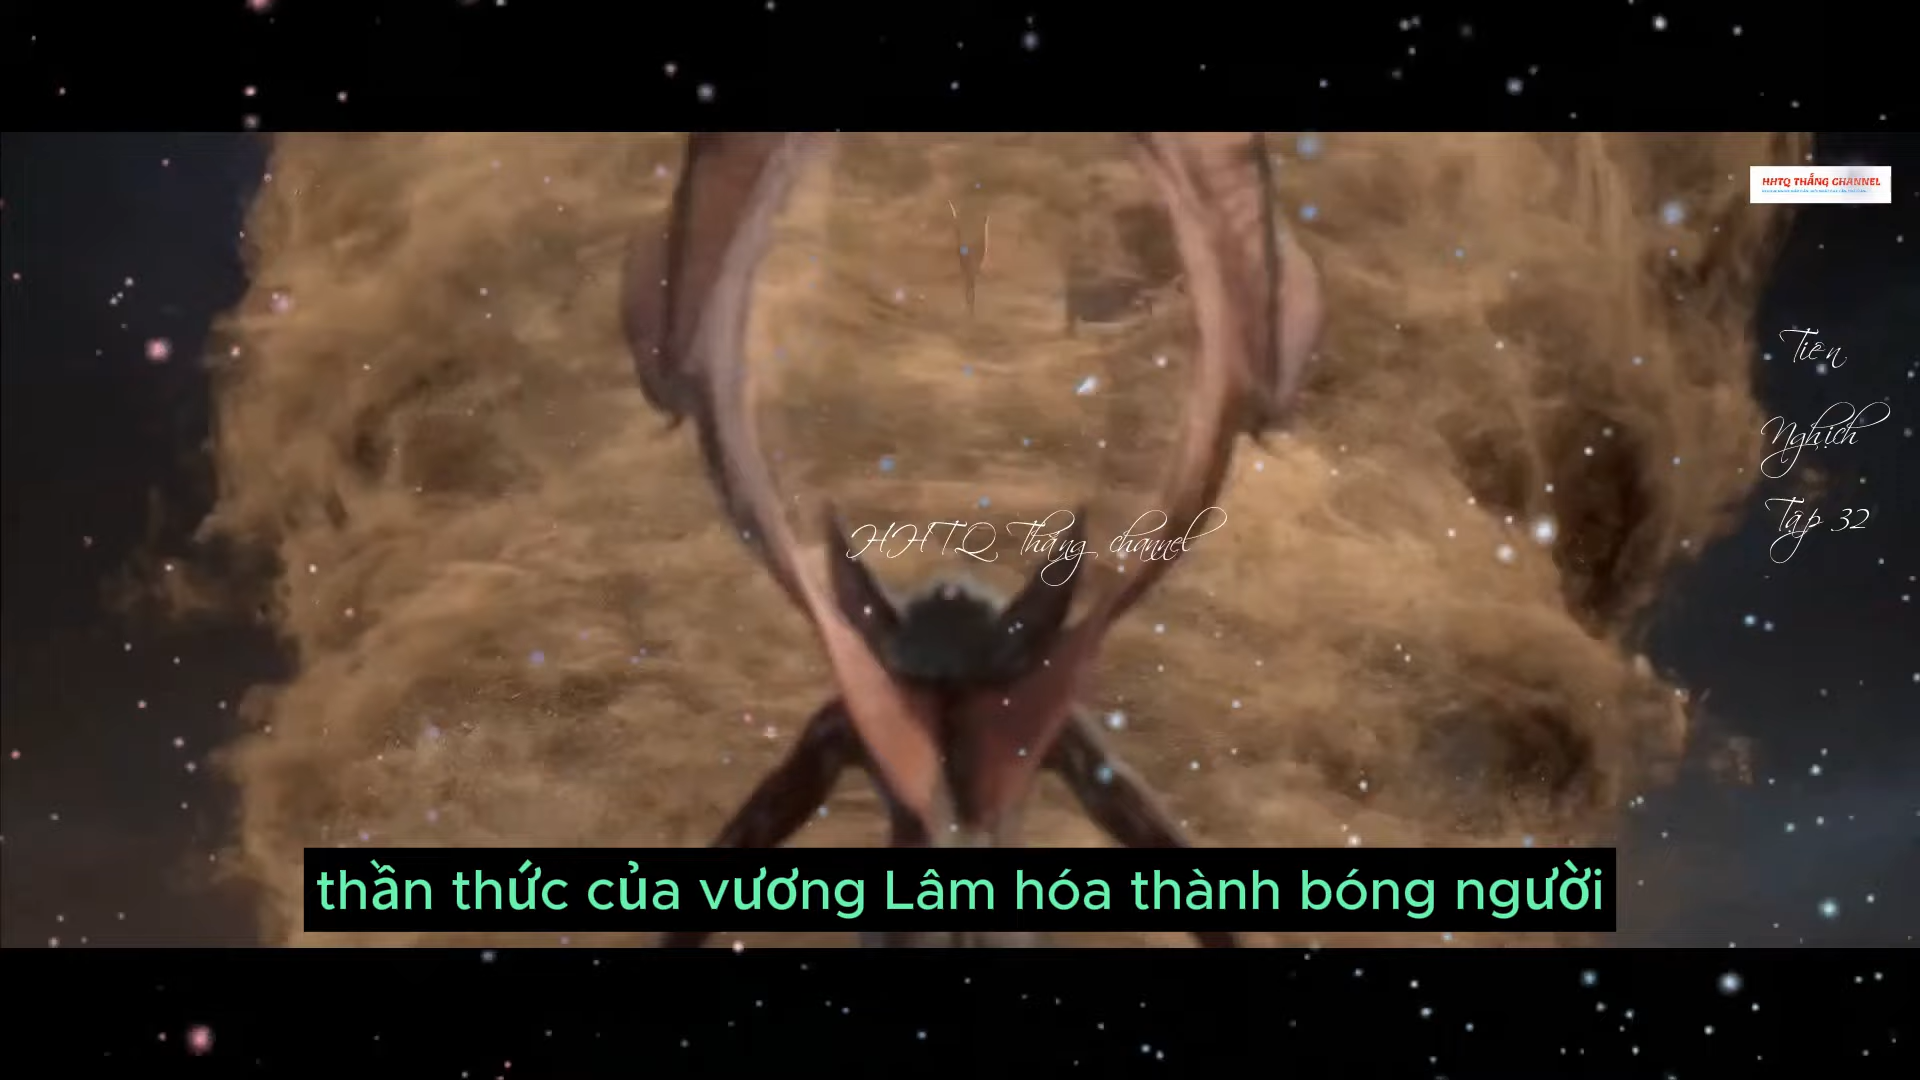 HHTQ THẮNG CHANNEL
Tiên
Nghịch
Tập 32
HHTQ Thắng channel
thần thức của vương Lâm hóa thành bóng người